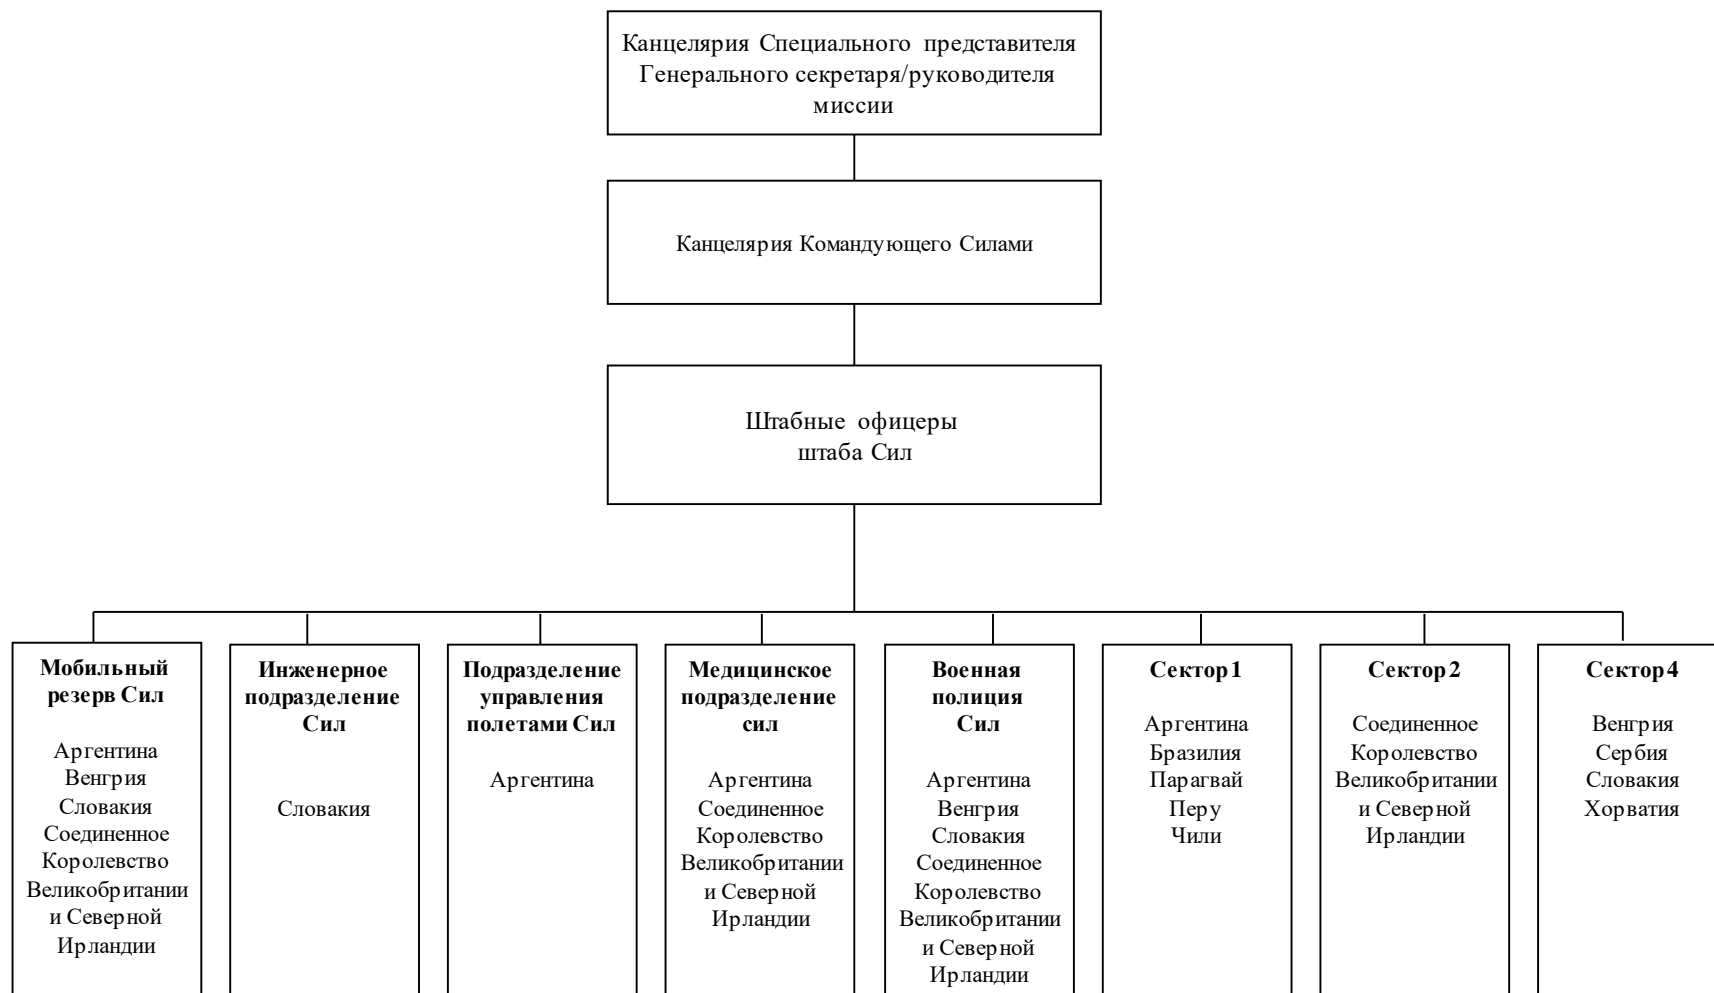 Канцелярия Специального представителя
Генерального секретаря/руководителя
миссии
Канцелярия Командующего Силами
Штабные офицеры
штаба Сил
Мобильный
резерв Сил
Аргентина
Венгрия
Словакия
Соединенное
Королевство
Великобритании
и Северной
Ирландии
Инженерное
подразделение
Сил
Словакия
Подразделение
управления
полетами Сил
Аргентина
Медицинское
подразделение
сил
Аргентина
Соединенное
Королевство
Великобритании
и Северной
Ирландии
Военная
полиция
Сил
Аргентина
Венгрия
Словакия
Соединенное
Королевство
Великобритании
и Северной
Ирландии
Сектор 1
Аргентина
Бразилия
Парагвай
Перу
Чили
Сектор 2
Соединенное
Королевство
Великобритании
и Северной
Ирландии
Сектор 4
Венгрия
Сербия
Словакия
Хорватия